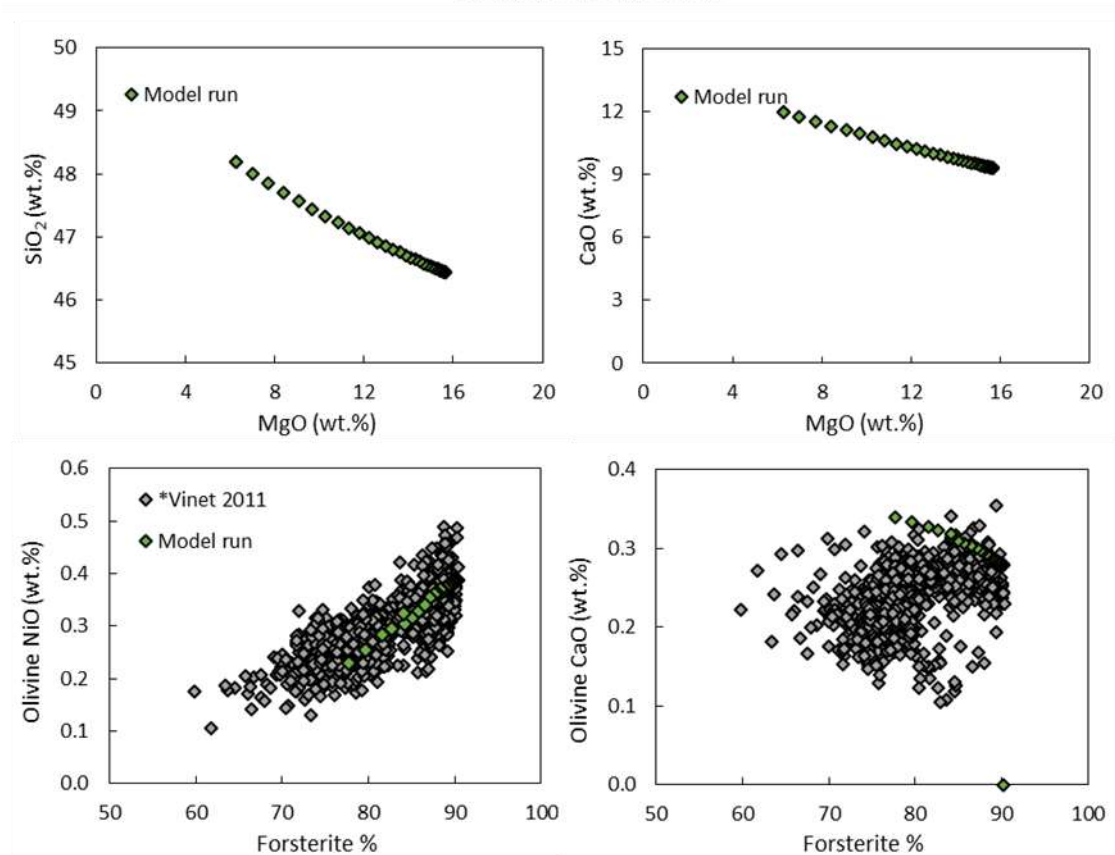 50
49
48
47
46
45
SiO₂ (wt.%)
Model run
0 4 8 12 16 20
MgO (wt.%)
15
12
9
6
3
0
CaO (wt.%)
Model run
0 4 8 12 16 20
MgO (wt.%)
0.6
0.5
0.4
0.3
0.2
0.1
0.0
Olivine NiO (wt.%)
*Vinet 2011
Model run
50 60 70 80 90 100
Forsterite %
0.4
0.3
0.2
0.1
0.0
Olivine CaO (wt.%)
50 60 70 80 90 100
Forsterite %